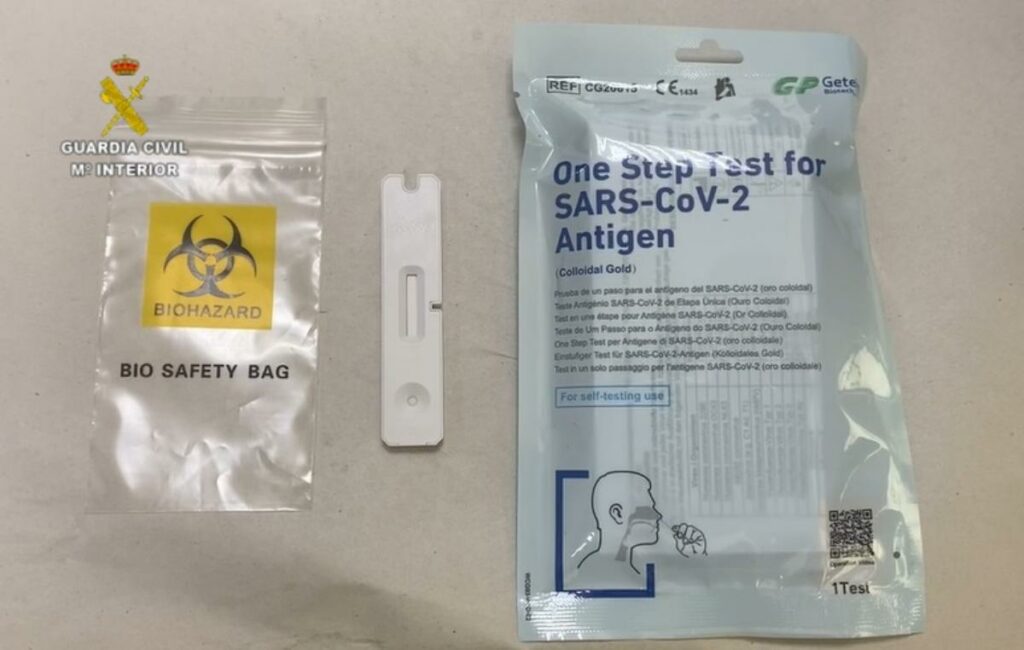 GUARDIA CIVIL
Mº INTERIOR
BIOHAZARD
BIO SAFETY BAG
REF CE 1434
GP
Biotech
One Step Test for
SARS-CoV-2
Antigen
(Colloidal Gold)
Prueba de un paso para el antígeno del SARS-CoV-2 (oro coloidal)
Teste Antigênio SARS-CoV-2 de Etapa Única (Ouro Coloidal)
Test en une étape pour Antigène SARS-CoV-2 (Or Colloïdal)
Teste de Um Passo para o Antígeno do SARS-CoV-2 (Ouro Coloidal)
One Step Test per Antigene di SARS-CoV-2 (oro colloidale)
Einstufiger Test für SARS-CoV-2-Antigen (Kolloidales Gold)
Test in un solo passaggio per l'antigene SARS-CoV-2 (oro colloidale)
For self-testing use
Operation Video
1Test